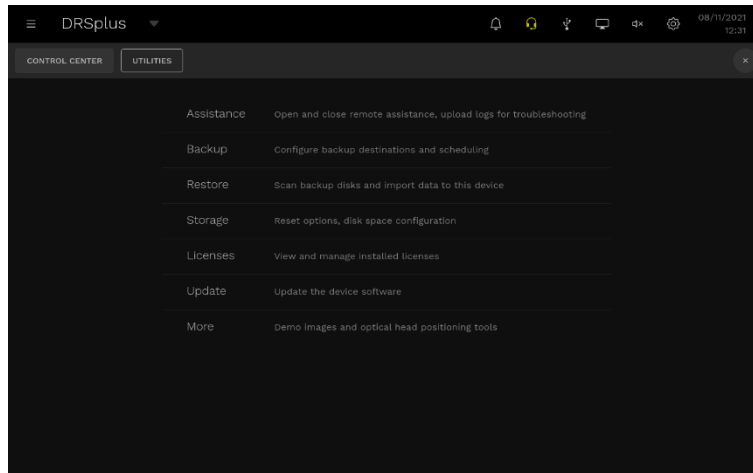 DRSplus
08/11/2021
12:31
CONTROL CENTER UTILITIES
Assistance Open and close remote assistance, upload logs for troubleshooting
Backup Configure backup destinations and scheduling
Restore Scan backup disks and import data to this device
Storage Reset options, disk space configuration
Licenses View and manage installed licenses
Update Update the device software
More Demo images and optical head positioning tools